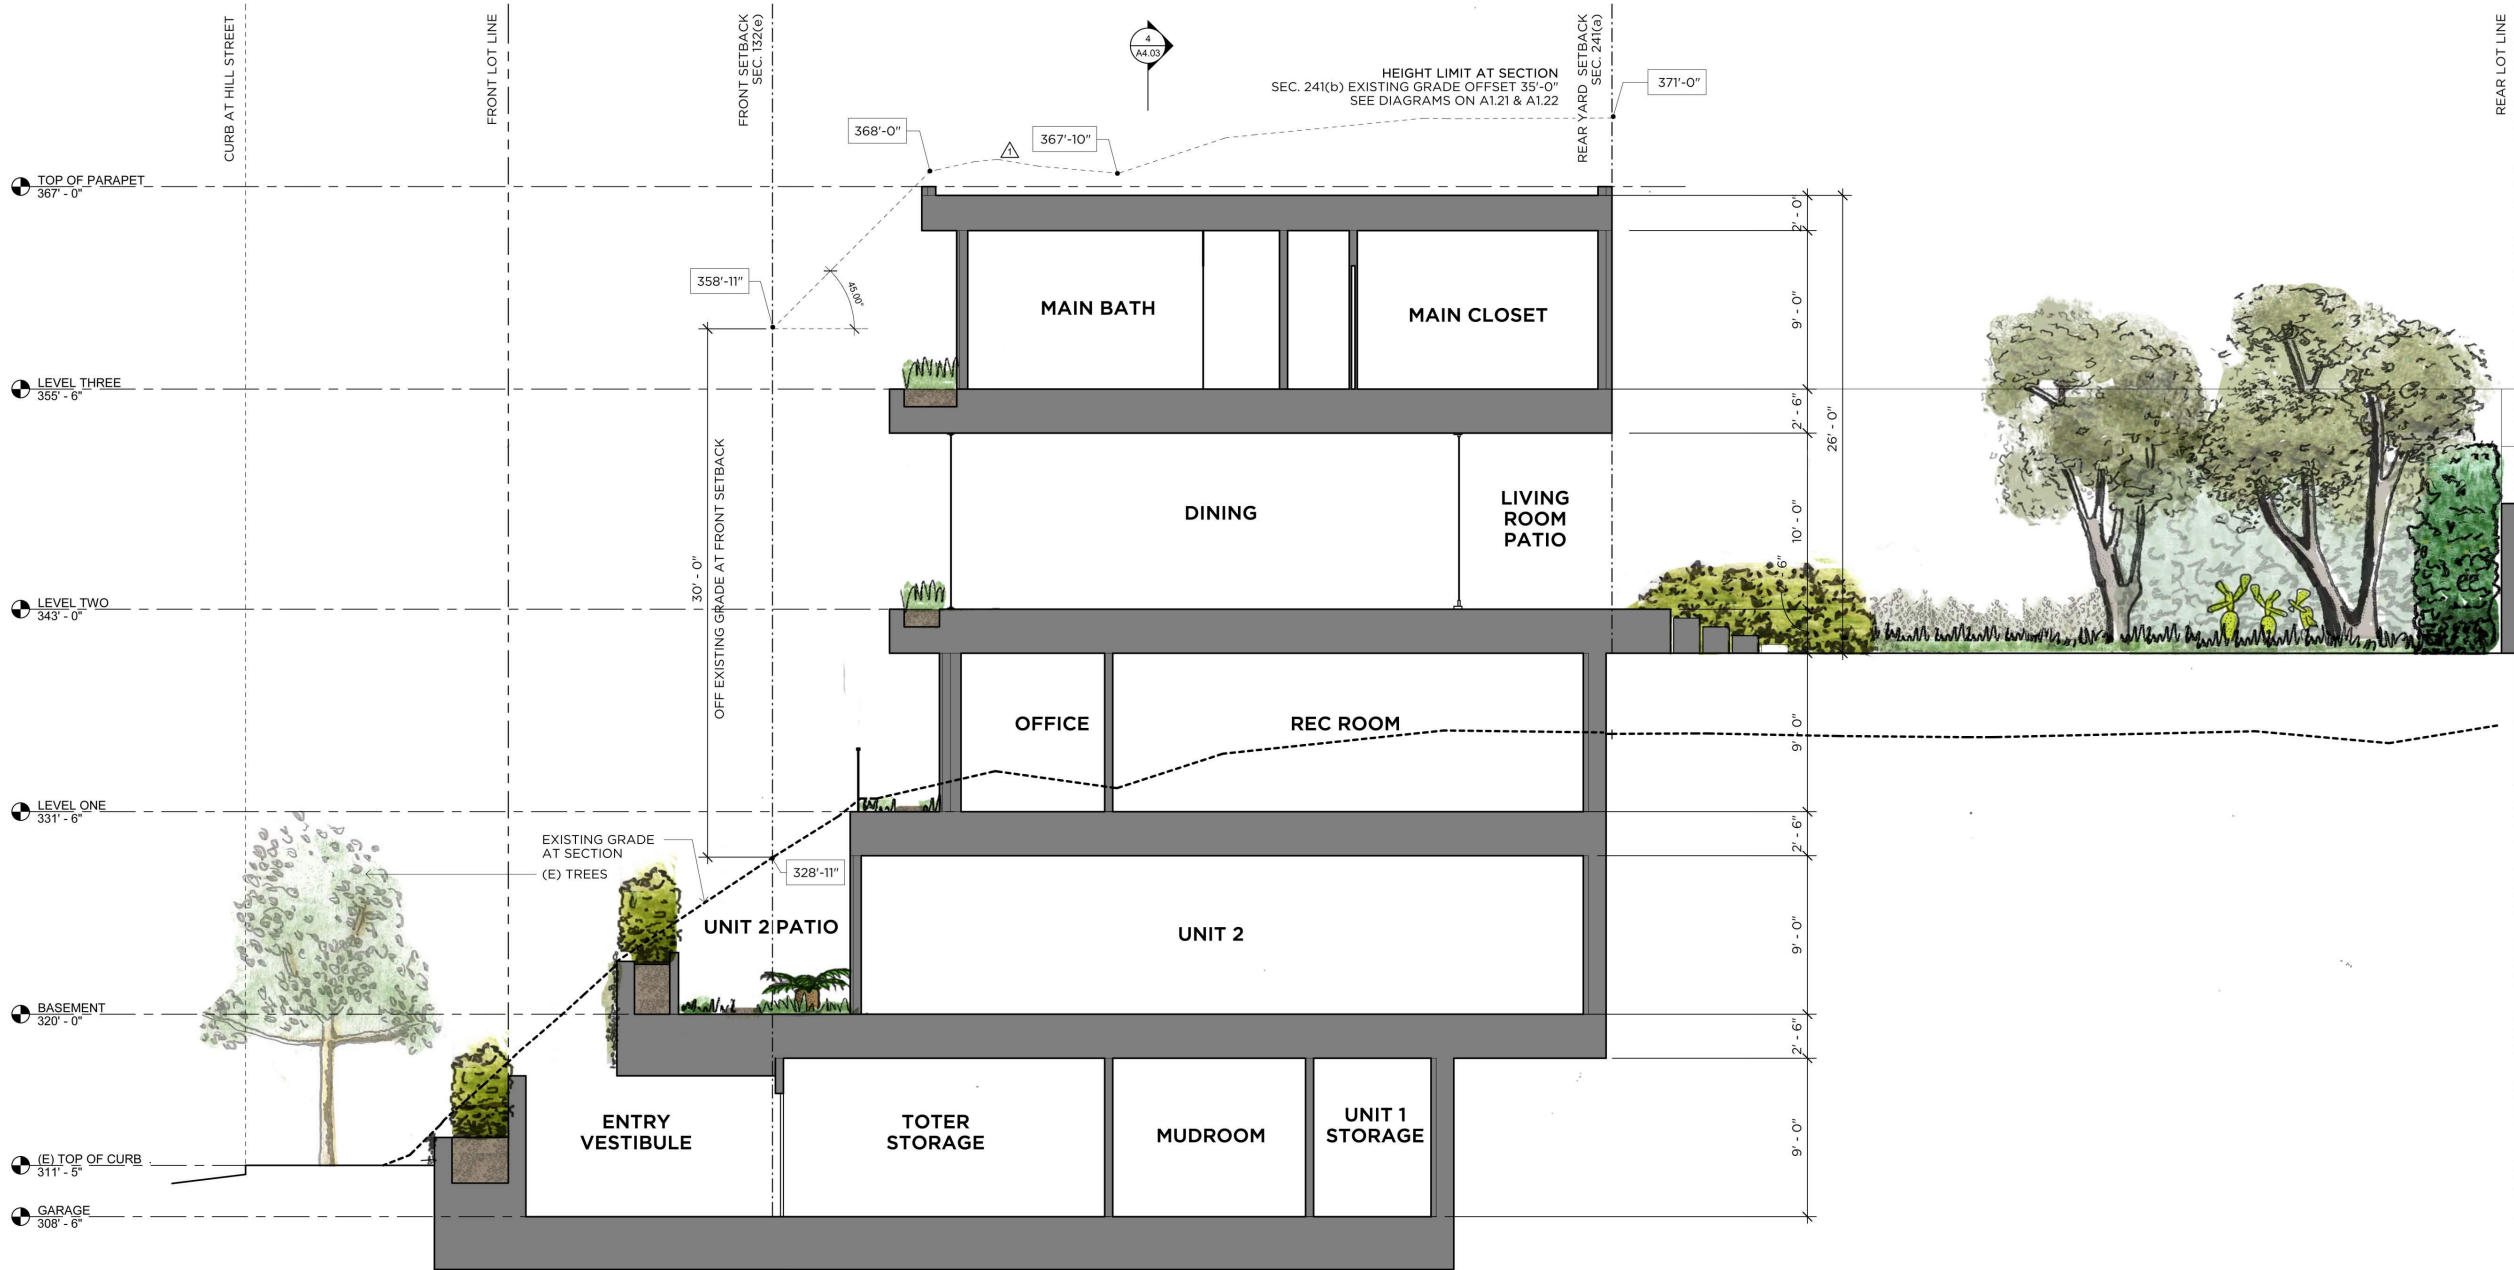 CURB AT HILL STREET
FRONT LOT LINE
FRONT SETBACK
SEC. 132(e)
4
A4.03
HEIGHT LIMIT AT SECTION
SEC. 241(b) EXISTING GRADE OFFSET 35'-0"
SEE DIAGRAMS ON A1.21 & A1.22
REAR YARD SETBACK
SEC. 241(a)
371'-0"
REAR LOT LINE
368'-0"
1
367'-10"
TOP OF PARAPET
367' - 0"
2' - 0"
358'-11"
45.00°
MAIN BATH
MAIN CLOSET
9' - 0"
LEVEL THREE
355' - 6"
2' - 6"
26' - 0"
30' - 0"
OFF EXISTING GRADE AT FRONT SETBACK
DINING
LIVING
ROOM
PATIO
10' - 0"
LEVEL TWO
343' - 0"
2' - 6"
OFFICE
REC ROOM
9' - 0"
LEVEL ONE
331' - 6"
2' - 6"
EXISTING GRADE
AT SECTION
(E) TREES
328'-11"
UNIT 2 PATIO
UNIT 2
9' - 0"
BASEMENT
320' - 0"
2' - 6"
ENTRY
VESTIBULE
TOTER
STORAGE
MUDROOM
UNIT 1
STORAGE
9' - 0"
(E) TOP OF CURB
311' - 5"
GARAGE
308' - 6"